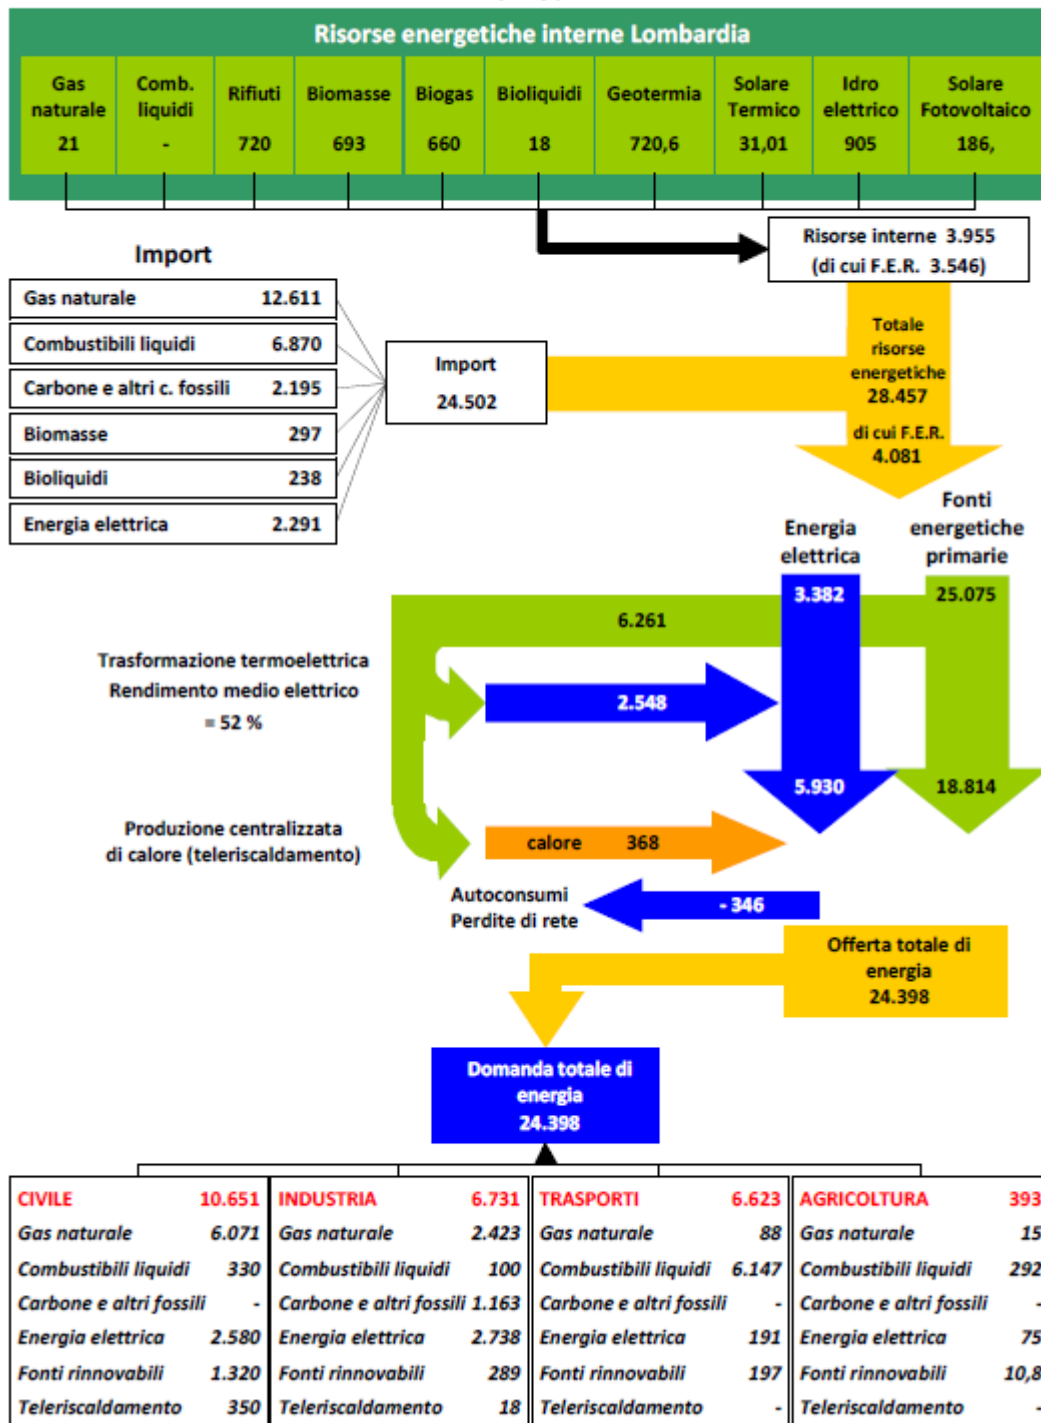 Risorse energetiche interne Lombardia
Gas naturale 21
Comb. liquidi -
Rifiuti 720
Biomasse 693
Biogas 660
Bioliquidi 18
Geotermia 720,6
Solare Termico 31,01
Idro elettrico 905
Solare Fotovoltaico 186,
Risorse interne 3.955
(di cui F.E.R. 3.546)
Import
Gas naturale 12.611
Combustibili liquidi 6.870
Carbone e altri c. fossili 2.195
Biomasse 297
Bioliquidi 238
Energia elettrica 2.291
Import
24.502
Totale
risorse
energetiche
28.457
di cui F.E.R.
4.081
Energia
elettrica
Fonti
energetiche
primarie
3.382
25.075
6.261
Trasformazione termoelettrica
Rendimento medio elettrico
= 52 %
2.548
5.930
18.814
Produzione centralizzata
di calore (teleriscaldamento)
calore 368
Autoconsumi
Perdite di rete
- 346
Offerta totale di
energia
24.398
Domanda totale di
energia
24.398
CIVILE 10.651
Gas naturale 6.071
Combustibili liquidi 330
Carbone e altri fossili -
Energia elettrica 2.580
Fonti rinnovabili 1.320
Teleriscaldamento 350
INDUSTRIA 6.731
Gas naturale 2.423
Combustibili liquidi 100
Carbone e altri fossili 1.163
Energia elettrica 2.738
Fonti rinnovabili 289
Teleriscaldamento 18
TRASPORTI 6.623
Gas naturale 88
Combustibili liquidi 6.147
Carbone e altri fossili -
Energia elettrica 191
Fonti rinnovabili 197
Teleriscaldamento -
AGRICOLTURA 393
Gas naturale 15
Combustibili liquidi 292
Carbone e altri fossili -
Energia elettrica 75
Fonti rinnovabili 10,8
Teleriscaldamento -